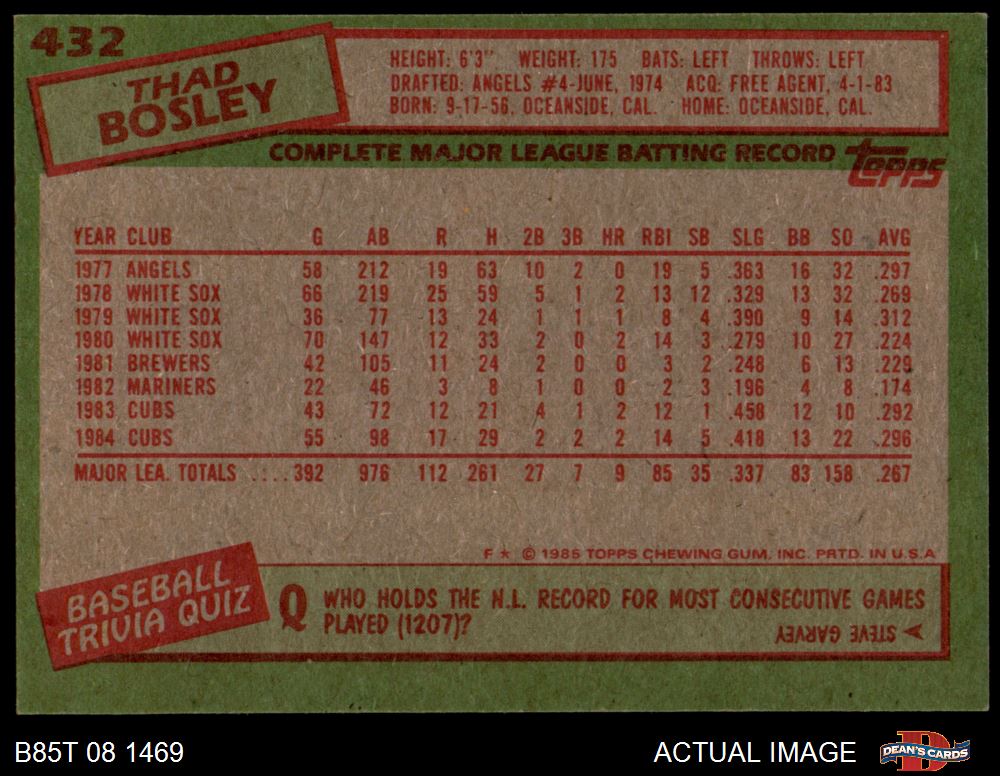 432
THAD
BOSLEY
HEIGHT: 6'3" WEIGHT: 175 BATS: LEFT THROWS: LEFT
DRAFTED: ANGELS #4-JUNE, 1974 ACQ: FREE AGENT, 4-1-83
BORN: 9-17-56, OCEANSIDE, CAL. HOME: OCEANSIDE, CAL.
COMPLETE MAJOR LEAGUE BATTING RECORD topps
YEAR CLUB G AB R H 2B 3B HR RBI SB SLG BB SO AVG
1977 ANGELS 58 212 19 63 10 2 0 19 5 .363 16 32 .297
1978 WHITE SOX 66 219 25 59 5 1 2 13 12 .329 13 32 .269
1979 WHITE SOX 36 77 13 24 1 1 1 8 4 .390 9 14 .312
1980 WHITE SOX 70 147 12 33 2 0 2 14 3 .279 10 27 .224
1981 BREWERS 42 105 11 24 2 0 0 3 2 .248 6 13 .229
1982 MARINERS 22 46 3 8 1 0 0 2 3 .196 4 8 .174
1983 CUBS 43 72 12 21 4 1 2 12 1 .458 12 10 .292
1984 CUBS 55 98 17 29 2 2 2 14 5 .418 13 22 .296
MAJOR LEA. TOTALS ....392 976 112 261 27 7 9 85 35 .337 83 158 .267
F ★ © 1985 TOPPS CHEWING GUM, INC. PRTD. IN U.S.A
BASEBALL
TRIVIA QUIZ
Q WHO HOLDS THE N.L. RECORD FOR MOST CONSECUTIVE GAMES
PLAYED (1207)?
STEVE GARVEY
B85T 08 1469
ACTUAL IMAGE
D
DEAN'S CARDS